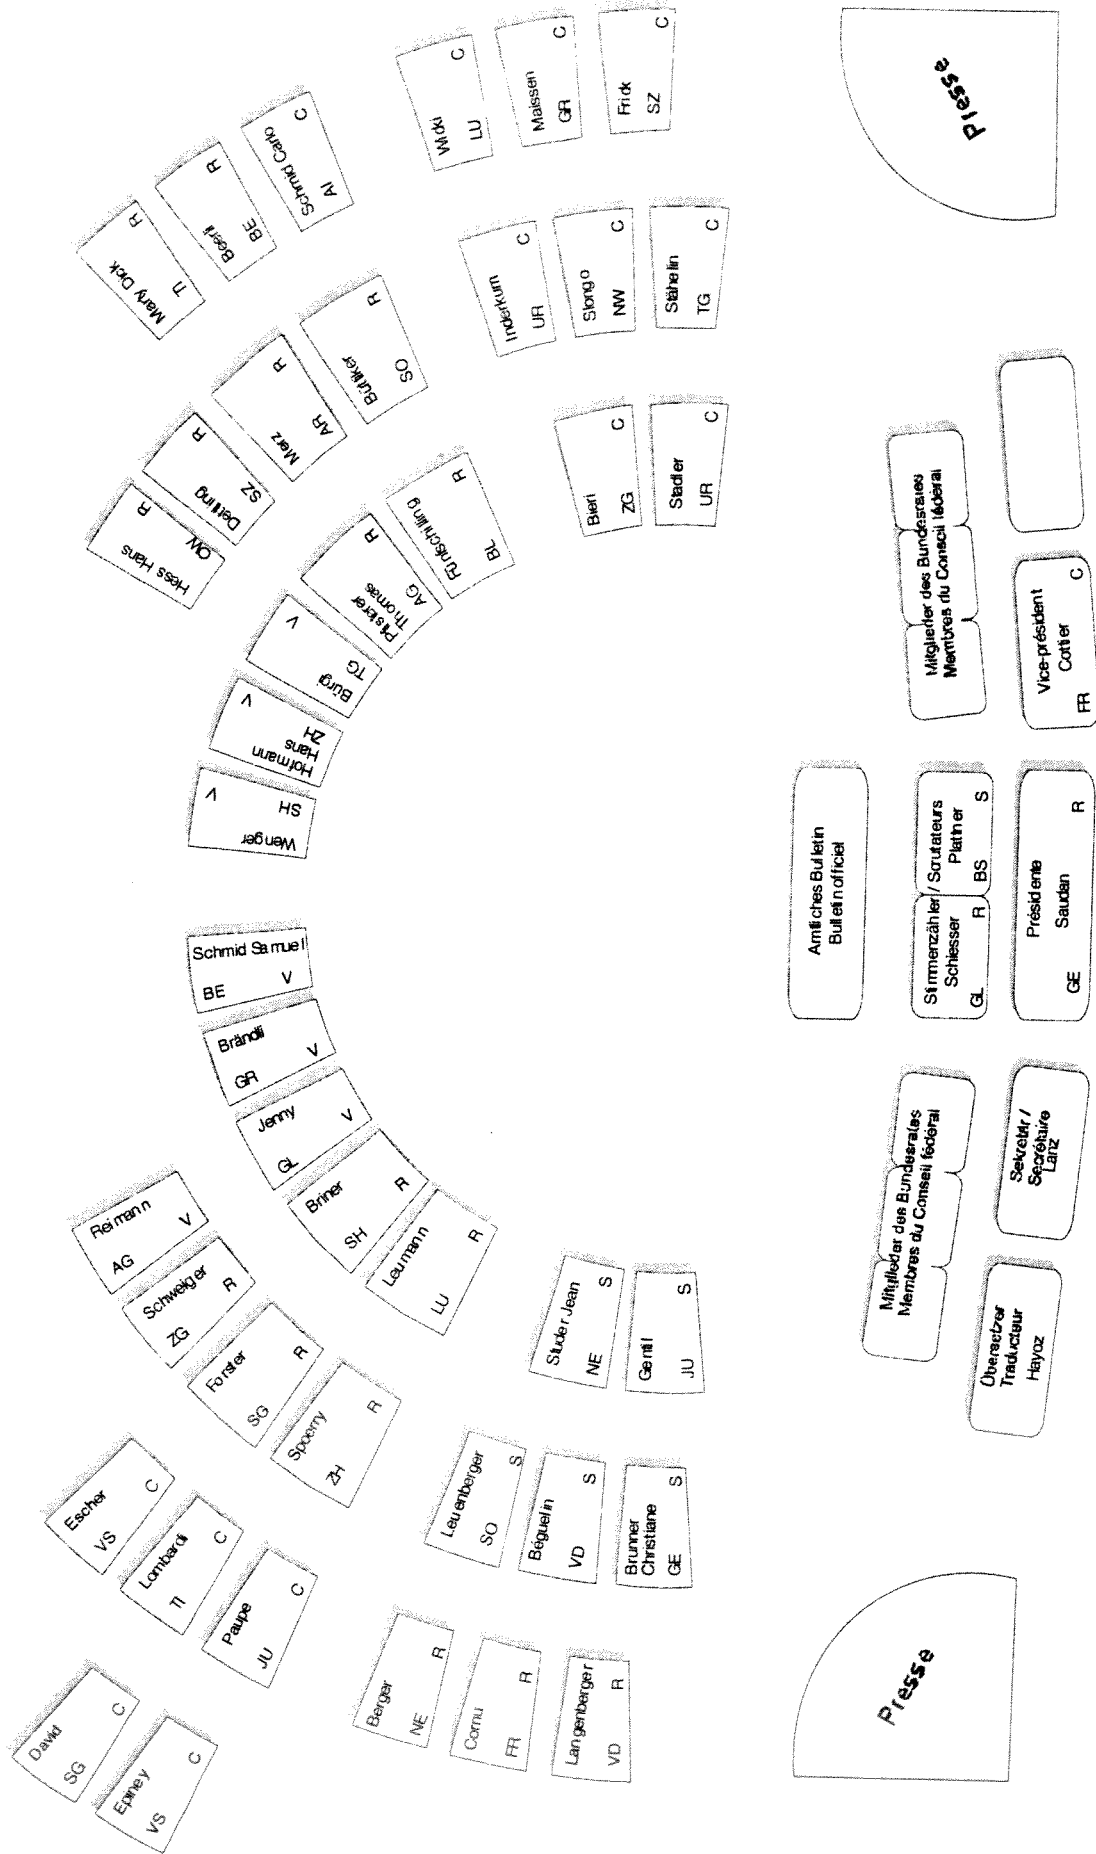 David
SG C
Epiney
VS C
Escher
VS C
Lombardi
TI C
Paupe
JU C
Berger
NE R
Cornu
FR R
Langenberger
VD R
Reimann
AG V
Schweiger
ZG R
Forster
SG R
Spoerry
ZH R
Leuenberger
SO S
Béguelin
VD S
Brunner
Christiane
GE S
Schmid Samuel
BE V
Brändli
GR V
Jenny
GL V
Briner
SH R
Leumann
LU R
Studer Jean
NE S
Gentil
JU S
Wenger
SH V
Hofmann
Hans
ZH V
Bürgi
TG V
Pfisterer
Thomas
AG R
Fünfschilling
BL R
Bieri
ZG C
Stadler
UR C
Hess Hans
OW R
Dettling
SZ R
Merz
AR R
Büttiker
SO R
Inderkum
UR C
Slongo
NW C
Stähelin
TG C
Marty Dick
TI R
Beerli
BE R
Schmid Carlo
AI C
Wicki
LU C
Maissen
GR C
Frick
SZ C
Presse
Amtliches Bulletin
Bulletin officiel
Mitglieder des Bundesrates
Membres du Conseil fédéral
Stimmenzähler / Scrutateurs
Schiesser Plattner
GL R BS S
Mitglieder des Bundesrates
Membres du Conseil fédéral
Übersetzer
Traducteur
Hayoz
Sekretär /
Secrétaire
Lanz
Présidente
Saudan
GE R
Vice-président
Cottier
FR C
Presse